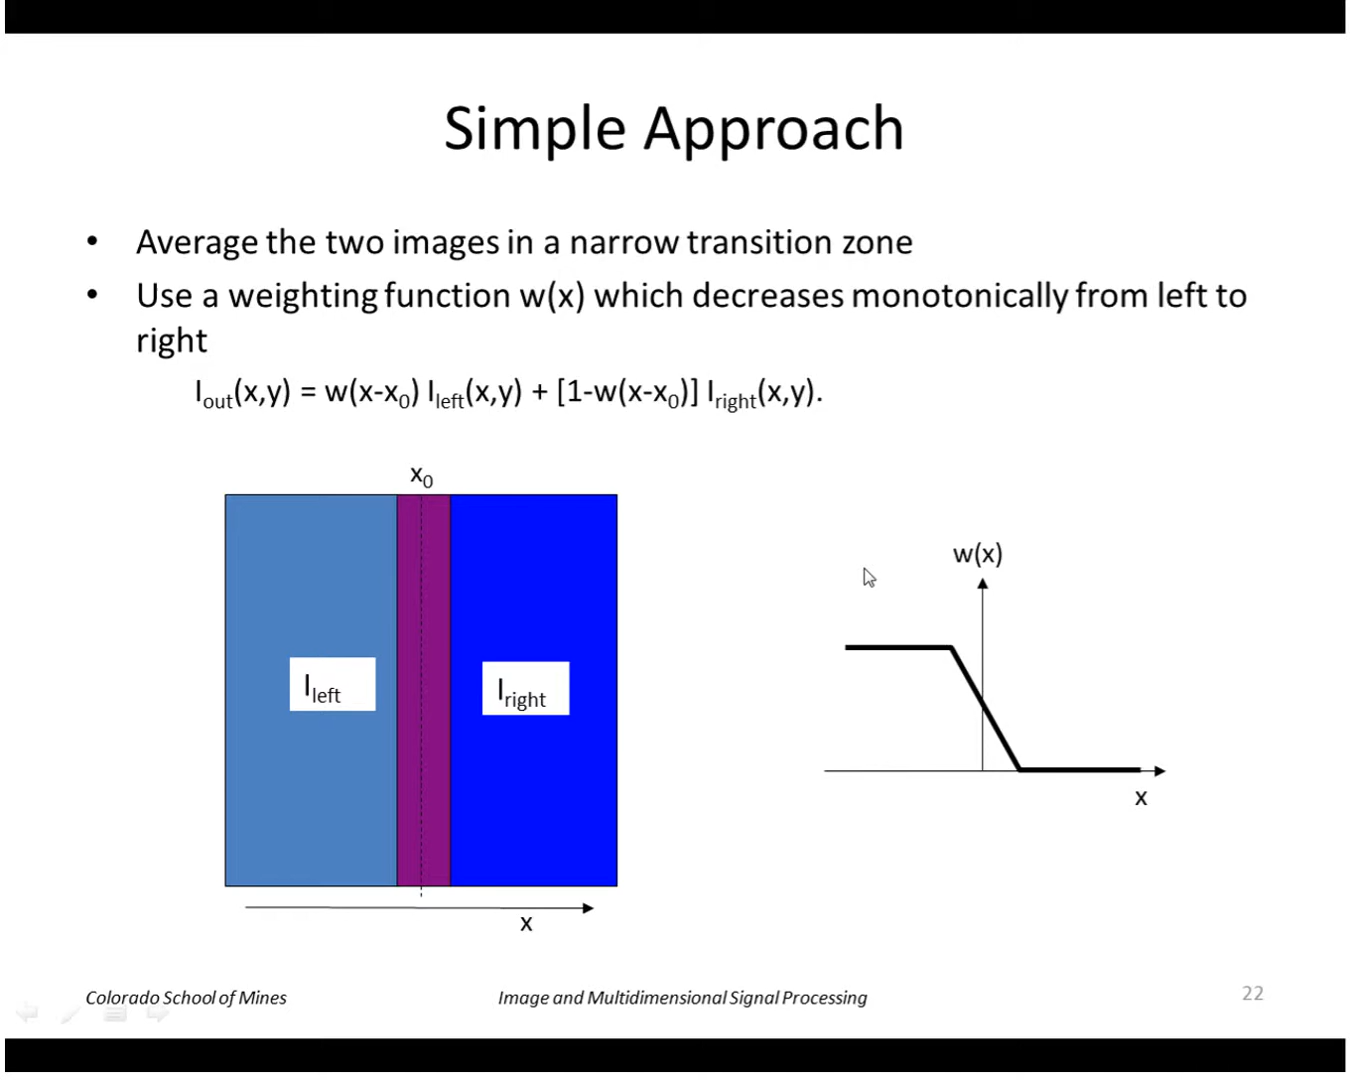 Simple Approach
• Average the two images in a narrow transition zone
• Use a weighting function w(x) which decreases monotonically from left to
right
I_out(x,y) = w(x-x_0) I_left(x,y) + [1-w(x-x_0)] I_right(x,y).
x_0
I_left
I_right
x
w(x)
x
Colorado School of Mines
Image and Multidimensional Signal Processing
22